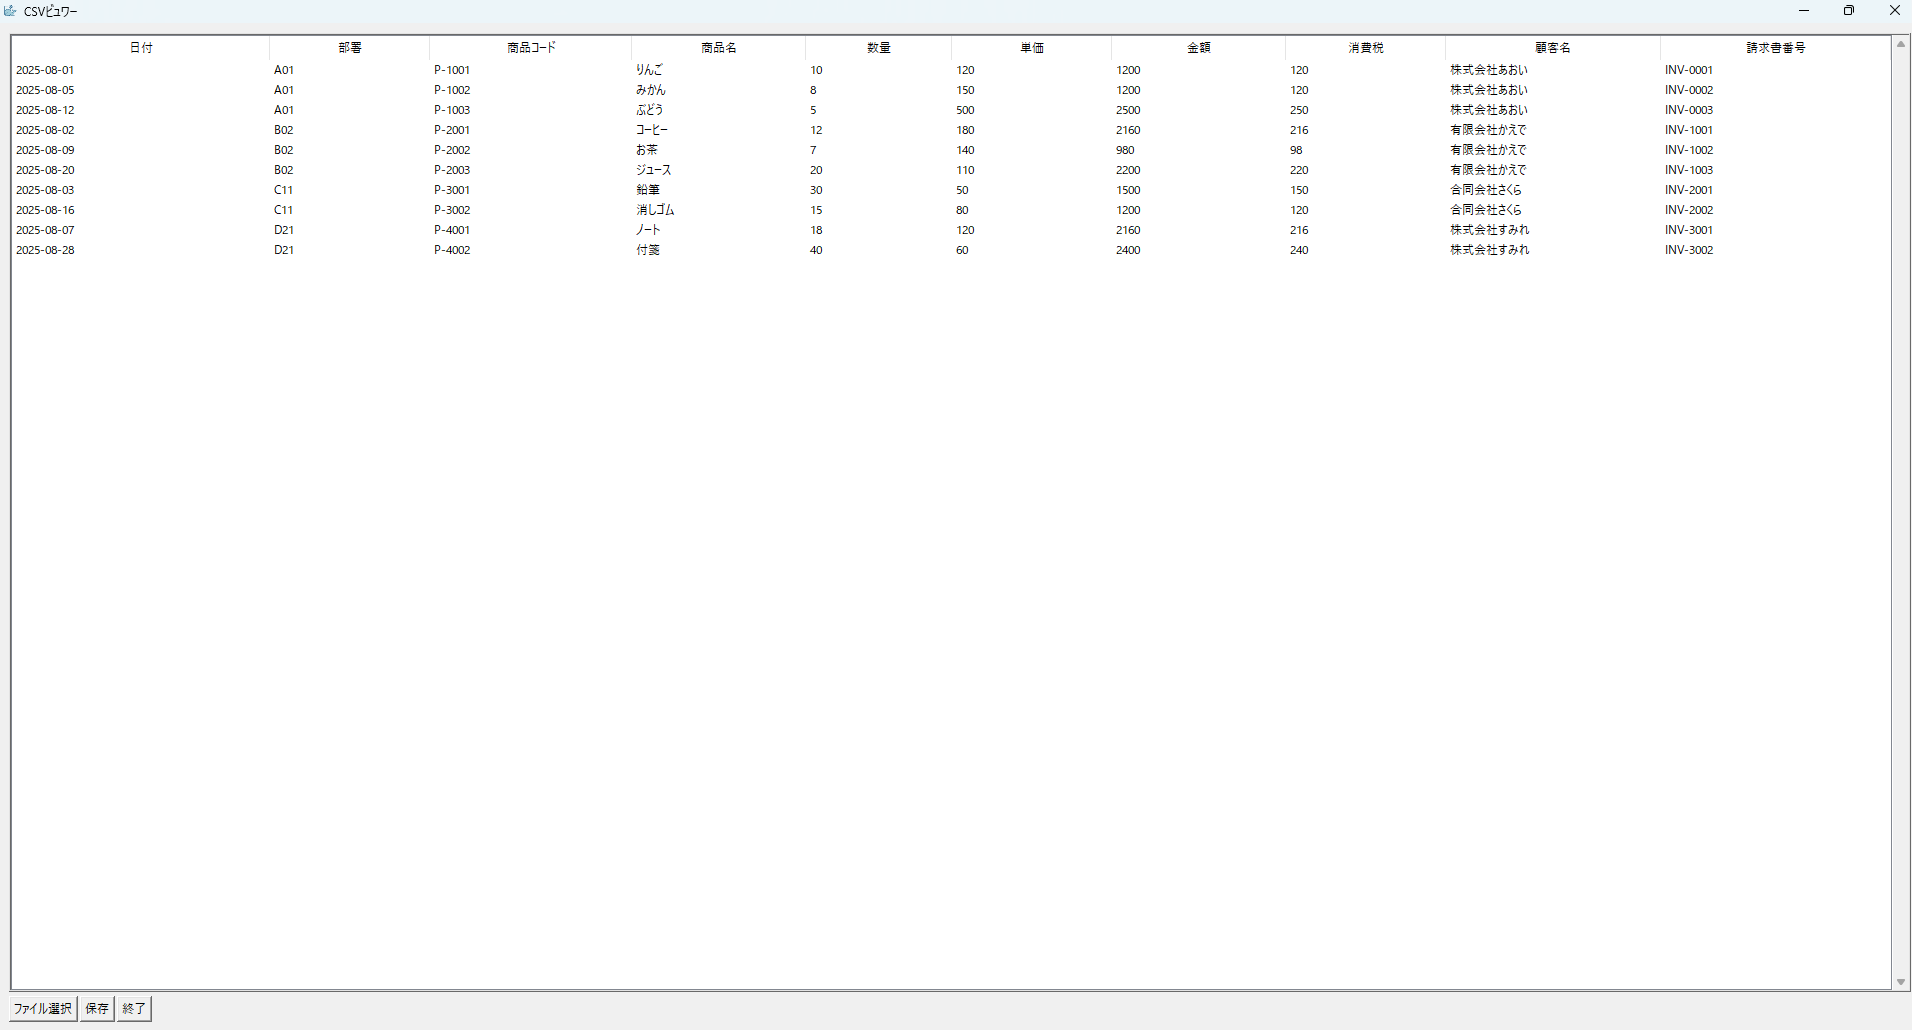 CSVビュワー
日付 部署 商品コード 商品名 数量 単価 金額 消費税 顧客名 請求書番号
2025-08-01 A01 P-1001 りんご 10 120 1200 120 株式会社あおい INV-0001
2025-08-05 A01 P-1002 みかん 8 150 1200 120 株式会社あおい INV-0002
2025-08-12 A01 P-1003 ぶどう 5 500 2500 250 株式会社あおい INV-0003
2025-08-02 B02 P-2001 コーヒー 12 180 2160 216 有限会社かえで INV-1001
2025-08-09 B02 P-2002 お茶 7 140 980 98 有限会社かえで INV-1002
2025-08-20 B02 P-2003 ジュース 20 110 2200 220 有限会社かえで INV-1003
2025-08-03 C11 P-3001 鉛筆 30 50 1500 150 合同会社さくら INV-2001
2025-08-16 C11 P-3002 消しゴム 15 80 1200 120 合同会社さくら INV-2002
2025-08-07 D21 P-4001 ノート 18 120 2160 216 株式会社すみれ INV-3001
2025-08-28 D21 P-4002 付箋 40 60 2400 240 株式会社すみれ INV-3002
ファイル選択 保存 終了